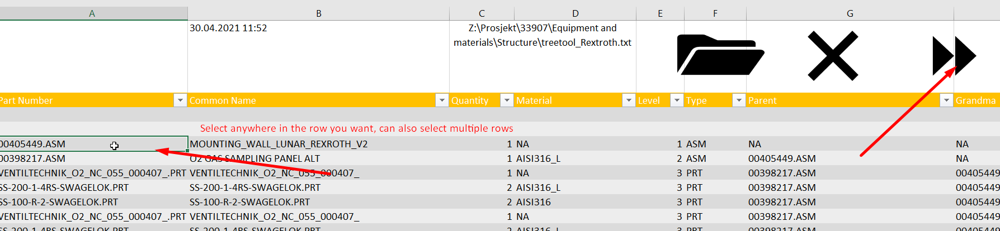 A B C D E F G
30.04.2021 11:52 Z:\Prosjekt\33907\Equipment and
materials\Structure\treetool_Rextroth.txt
Part Number Common Name Quantity Material Level Type Parent Grandma
Select anywhere in the row you want, can also select multiple rows
00405449.ASM MOUNTING_WALL_LUNAR_REXROTH_V2 1 NA 1 ASM NA NA
00398217.ASM O2 GAS SAMPLING PANEL ALT 1 AISI316_L 2 ASM 00405449.ASM NA
VENTILTECHNIK_O2_NC_055_000407_.PRT VENTILTECHNIK_O2_NC_055_000407_ 1 NA 3 PRT 00398217.ASM 00405449
SS-200-1-4RS-SWAGELOK.PRT SS-200-1-4RS-SWAGELOK 2 AISI316_L 3 PRT 00398217.ASM 00405449
SS-100-R-2-SWAGELOK.PRT SS-100-R-2-SWAGELOK 2 AISI316 3 PRT 00398217.ASM 00405449
VENTILTECHNIK_O2_NC_055_000407_.PRT VENTILTECHNIK_O2_NC_055_000407_ 1 NA 3 PRT 00398217.ASM 00405449
SS-200-1-4RS-SWAGELOK.PRT SS-200-1-4RS-SWAGELOK 2 AISI316_L 3 PRT 00398217.ASM 00405449